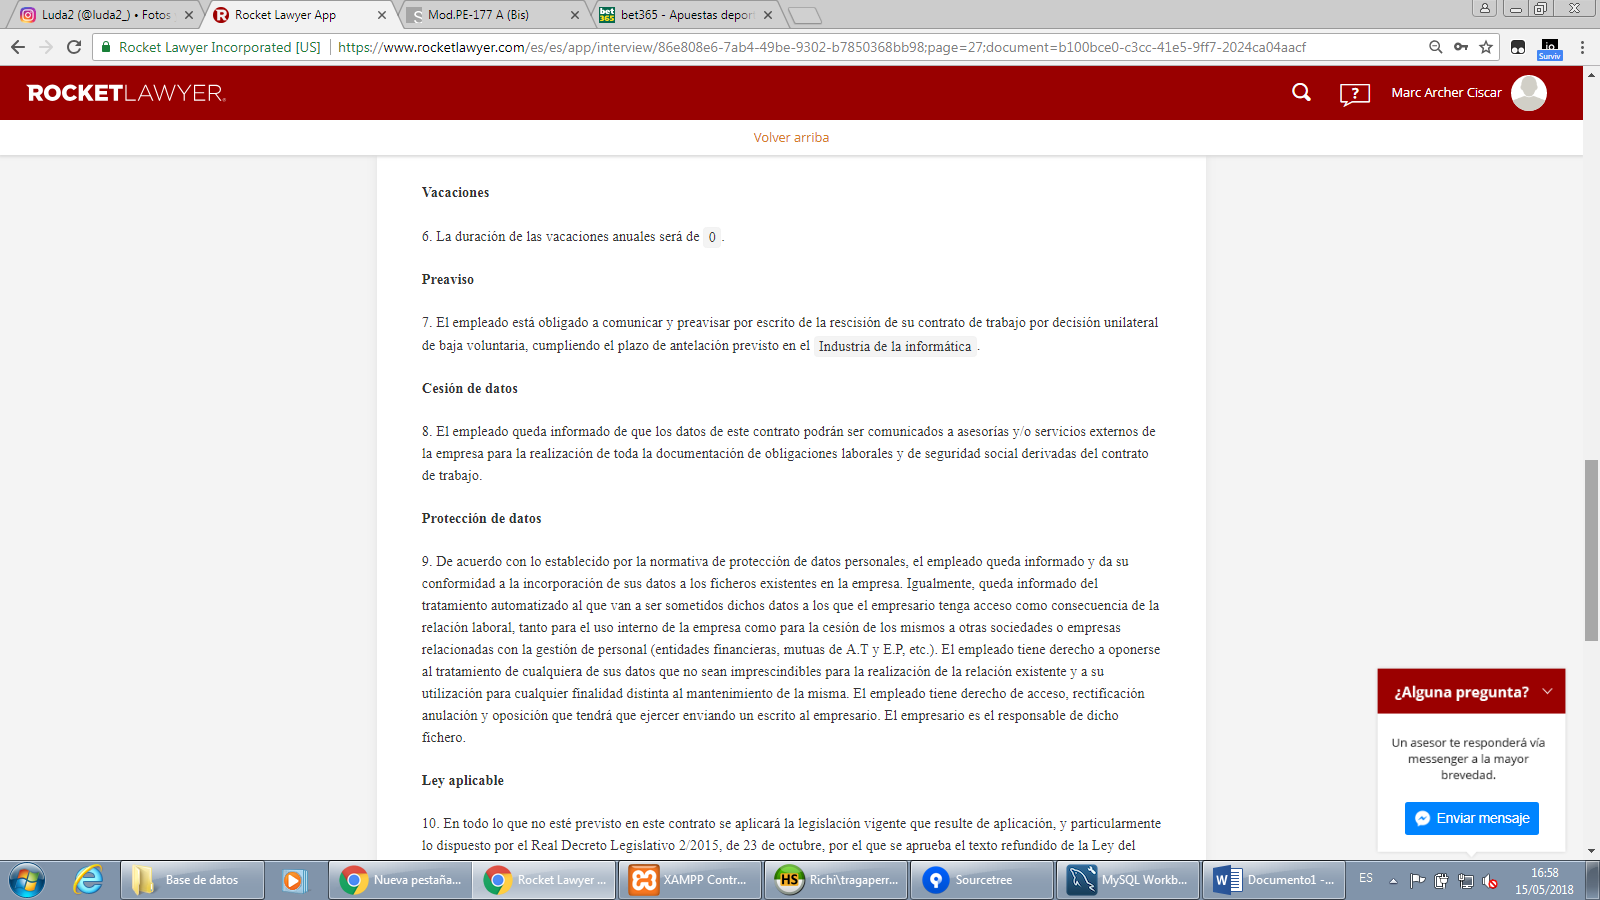 Luda2 (@luda2_) • Fotos
Rocket Lawyer App
Mod.PE-177 A (Bis)
bet365 - Apuestas depor
Rocket Lawyer Incorporated [US]
https://www.rocketlawyer.com/es/es/app/interview/86e808e6-7ab4-49be-9302-b7850368bb98;page=27;document=b100bce0-c3cc-41e5-9ff7-2024ca04aacf
Surviv
ROCKETLAWYER
?
Marc Archer Ciscar
Volver arriba
Vacaciones
6. La duración de las vacaciones anuales será de 0 .
Preaviso
7. El empleado está obligado a comunicar y preavisar por escrito de la rescisión de su contrato de trabajo por decisión unilateral
de baja voluntaria, cumpliendo el plazo de antelación previsto en el Industria de la informática .
Cesión de datos
8. El empleado queda informado de que los datos de este contrato podrán ser comunicados a asesorías y/o servicios externos de
la empresa para la realización de toda la documentación de obligaciones laborales y de seguridad social derivadas del contrato
de trabajo.
Protección de datos
9. De acuerdo con lo establecido por la normativa de protección de datos personales, el empleado queda informado y da su
conformidad a la incorporación de sus datos a los ficheros existentes en la empresa. Igualmente, queda informado del
tratamiento automatizado al que van a ser sometidos dichos datos a los que el empresario tenga acceso como consecuencia de la
relación laboral, tanto para el uso interno de la empresa como para la cesión de los mismos a otras sociedades o empresas
relacionadas con la gestión de personal (entidades financieras, mutuas de A.T y E.P, etc.). El empleado tiene derecho a oponerse
al tratamiento de cualquiera de sus datos que no sean imprescindibles para la realización de la relación existente y a su
utilización para cualquier finalidad distinta al mantenimiento de la misma. El empleado tiene derecho de acceso, rectificación
anulación y oposición que tendrá que ejercer enviando un escrito al empresario. El empresario es el responsable de dicho
fichero.
Ley aplicable
10. En todo lo que no esté previsto en este contrato se aplicará la legislación vigente que resulte de aplicación, y particularmente
lo dispuesto por el Real Decreto Legislativo 2/2015, de 23 de octubre, por el que se aprueba el texto refundido de la Ley del
¿Alguna pregunta?
Un asesor te responderá vía
messenger a la mayor
brevedad.
Enviar mensaje
Base de datos
Nueva pestaña...
Rocket Lawyer ...
XAMPP Contr...
HS
Richi\tragaperr...
Sourcetree
MySQL Workb...
Documento1 -...
ES
16:58
15/05/2018